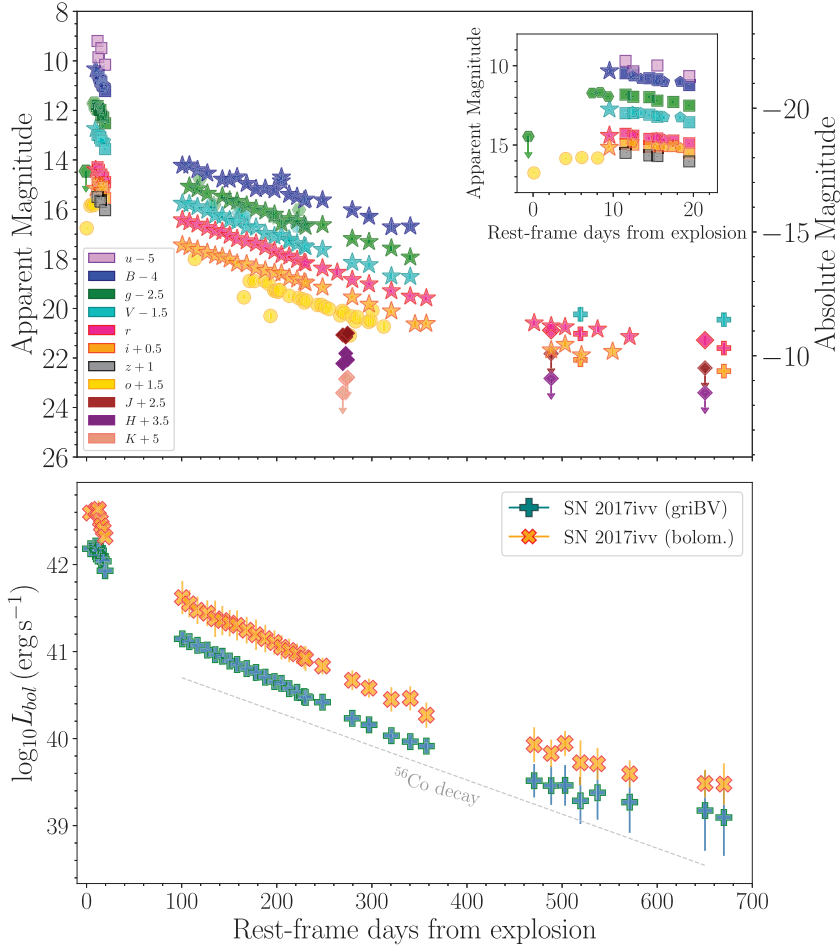 8
10
12
14
16
18
20
22
24
26
Apparent Magnitude
−20
−15
−10
Absolute Magnitude
u − 5
B − 4
g − 2.5
V − 1.5
r
i + 0.5
z + 1
o + 1.5
J + 2.5
H + 3.5
K + 5
10
15
Apparent Magnitude
0
10
20
Rest-frame days from explosion
SN 2017ivv (griBV)
SN 2017ivv (bolom.)
42
41
40
39
log₁₀ L_bol (erg s⁻¹)
⁵⁶Co decay
0 100 200 300 400 500 600 700
Rest-frame days from explosion